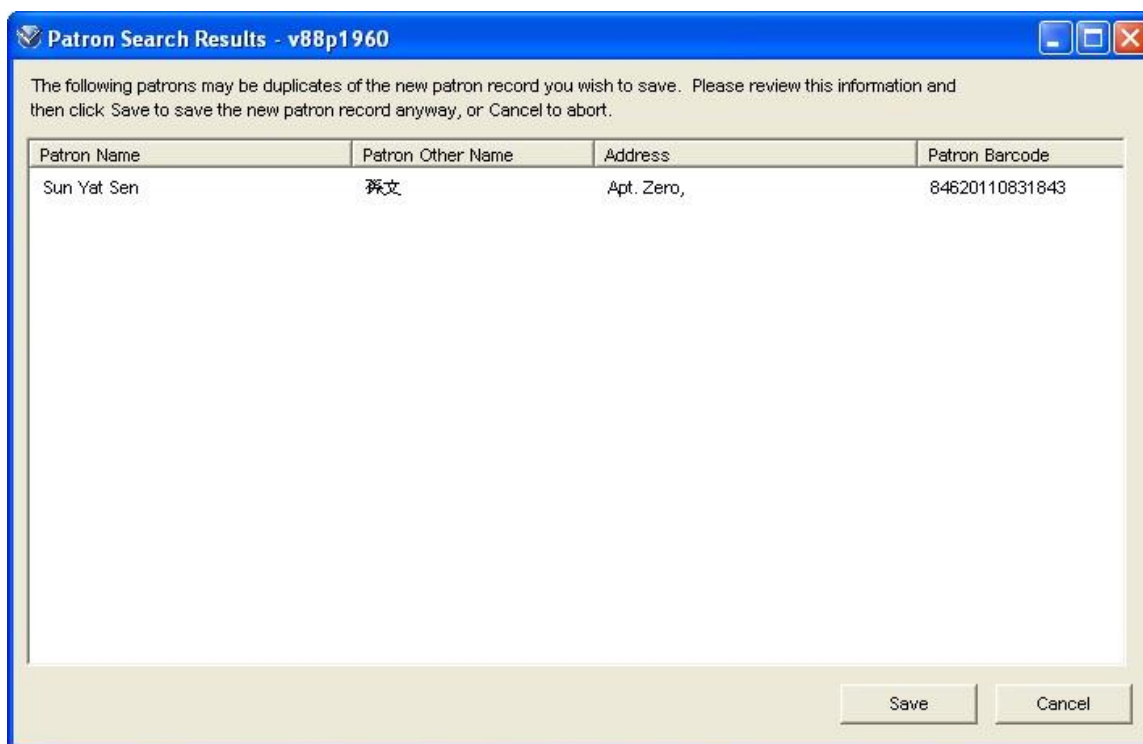 Patron Search Results - v88p1960
The following patrons may be duplicates of the new patron record you wish to save. Please review this information and
then click Save to save the new patron record anyway, or Cancel to abort.
Patron Name Patron Other Name Address Patron Barcode
Sun Yat Sen 孫文 Apt. Zero, 84620110831843
Save Cancel